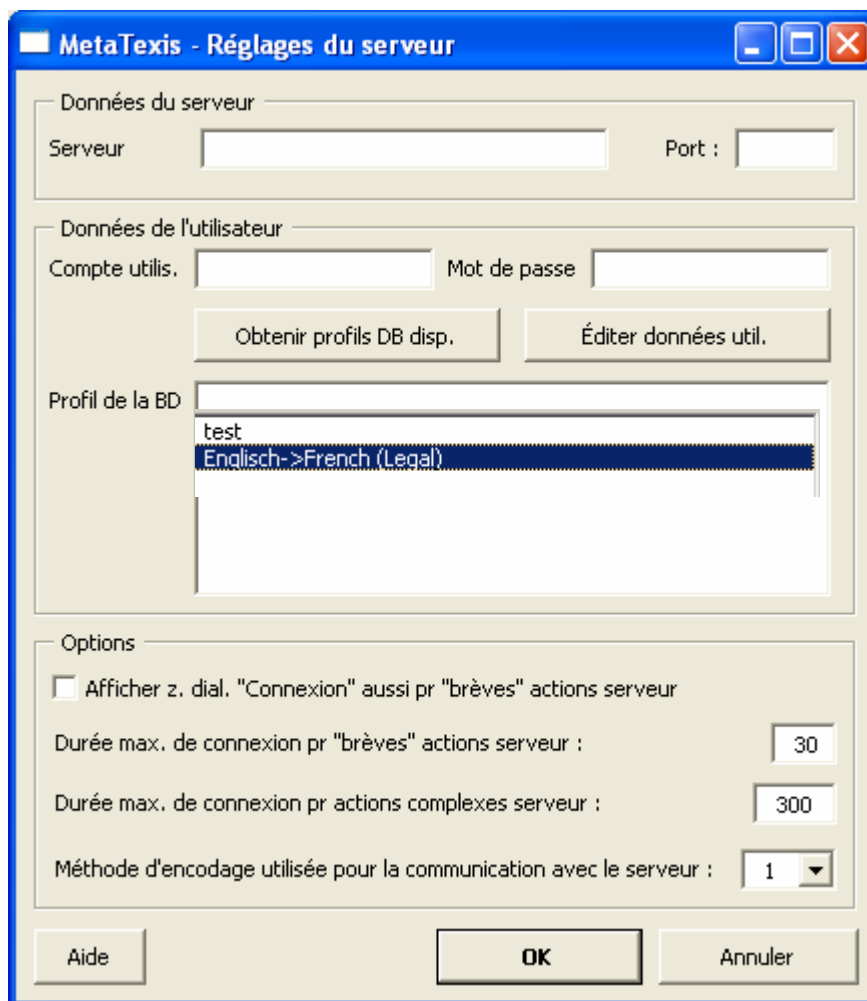 MetaTexis - Réglages du serveur
Données du serveur
Serveur Port :
Données de l'utilisateur
Compte utilis. Mot de passe
Obtenir profils DB disp. Éditer données util.
Profil de la BD
test
Englisch->French (Legal)
Options
Afficher z. dial. "Connexion" aussi pr "brèves" actions serveur
Durée max. de connexion pr "brèves" actions serveur : 30
Durée max. de connexion pr actions complexes serveur : 300
Méthode d'encodage utilisée pour la communication avec le serveur : 1
Aide OK Annuler